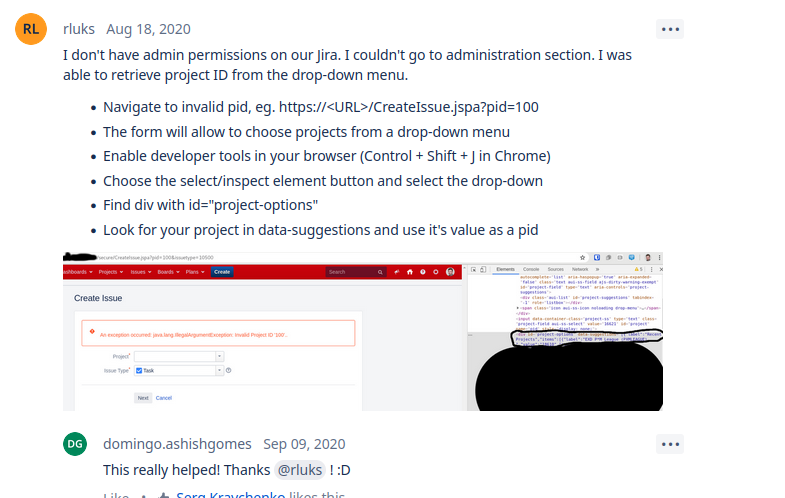 RL
rluks Aug 18, 2020
I don't have admin permissions on our Jira. I couldn't go to administration section. I was
able to retrieve project ID from the drop-down menu.
Navigate to invalid pid, eg. https://<URL>/CreateIssue.jspa?pid=100
The form will allow to choose projects from a drop-down menu
Enable developer tools in your browser (Control + Shift + J in Chrome)
Choose the select/inspect element button and select the drop-down
Find div with id="project-options"
Look for your project in data-suggestions and use it's value as a pid
/secure/CreateIssue.jspa?pid=100&issuetype=10500
Projects Issues Boards Plans Create Search
Elements Console Sources Network
Create Issue
An exception occurred: java.lang.IllegalArgumentException: Invalid Project ID '100'..
Project*
Issue Type* Task
Next Cancel
DG
domingo.ashishgomes Sep 09, 2020
This really helped! Thanks @rluks ! :D
Like • Serg Kravchenko likes this